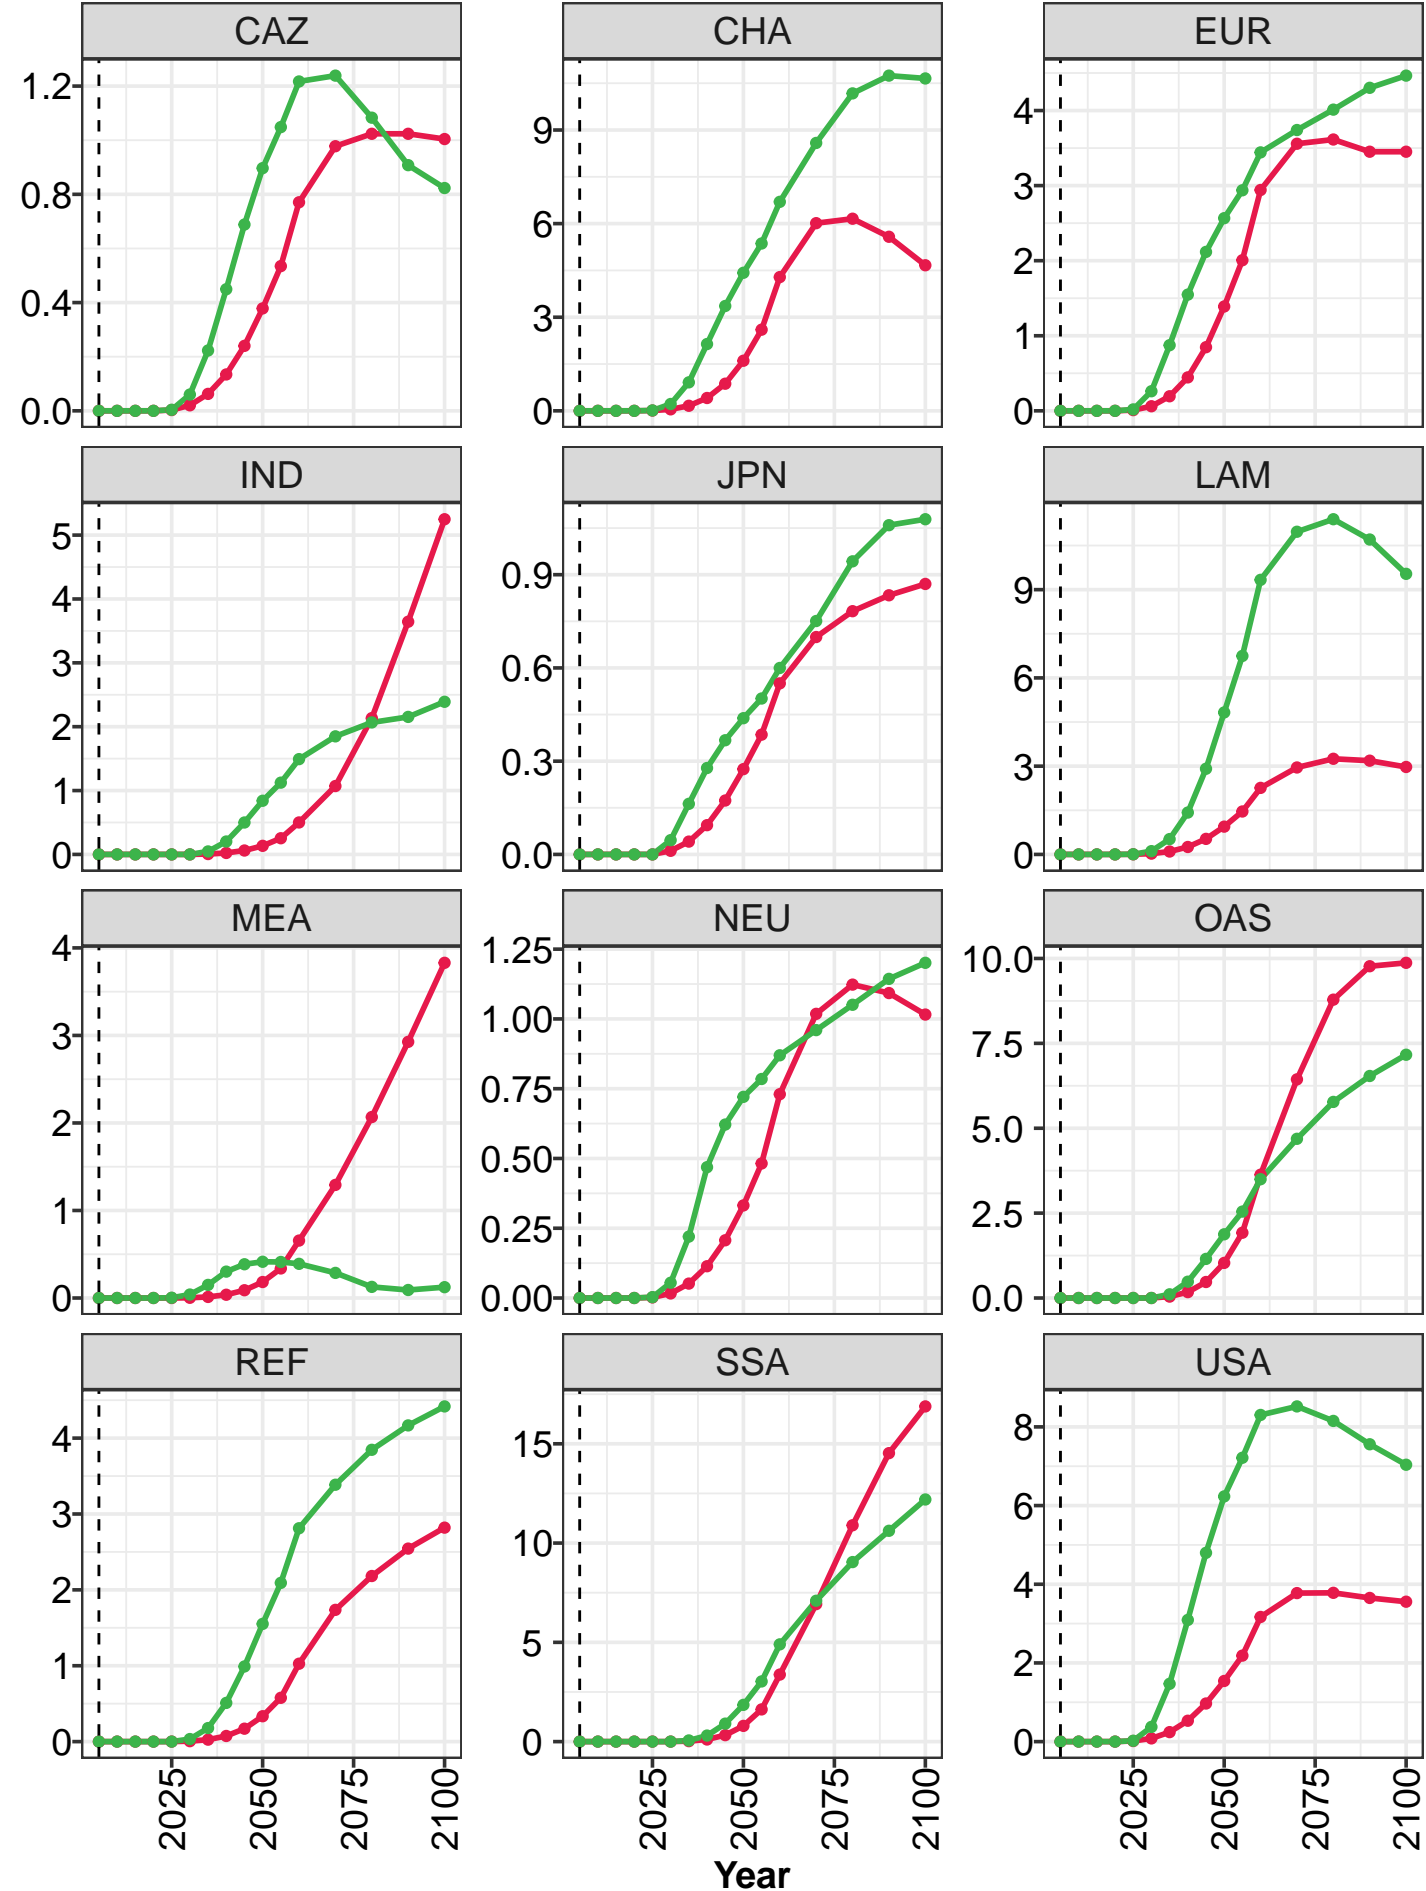 CAZ CHA EUR
1.2 9 4
0.8 6 3
0.4 3 2
0.0 0 1
0
IND JPN LAM
5 0.9 9
4 0.6 6
3 0.3 3
2 0.0 0
1
0
MEA NEU OAS
4 1.25 10.0
3 1.00 7.5
2 0.75 5.0
1 0.50 2.5
0 0.25 0.0
0.00
REF SSA USA
4 15 8
3 10 6
2 5 4
1 0 2
0 0
2025 2050 2075 2100 2025 2050 2075 2100 2025 2050 2075 2100
Year